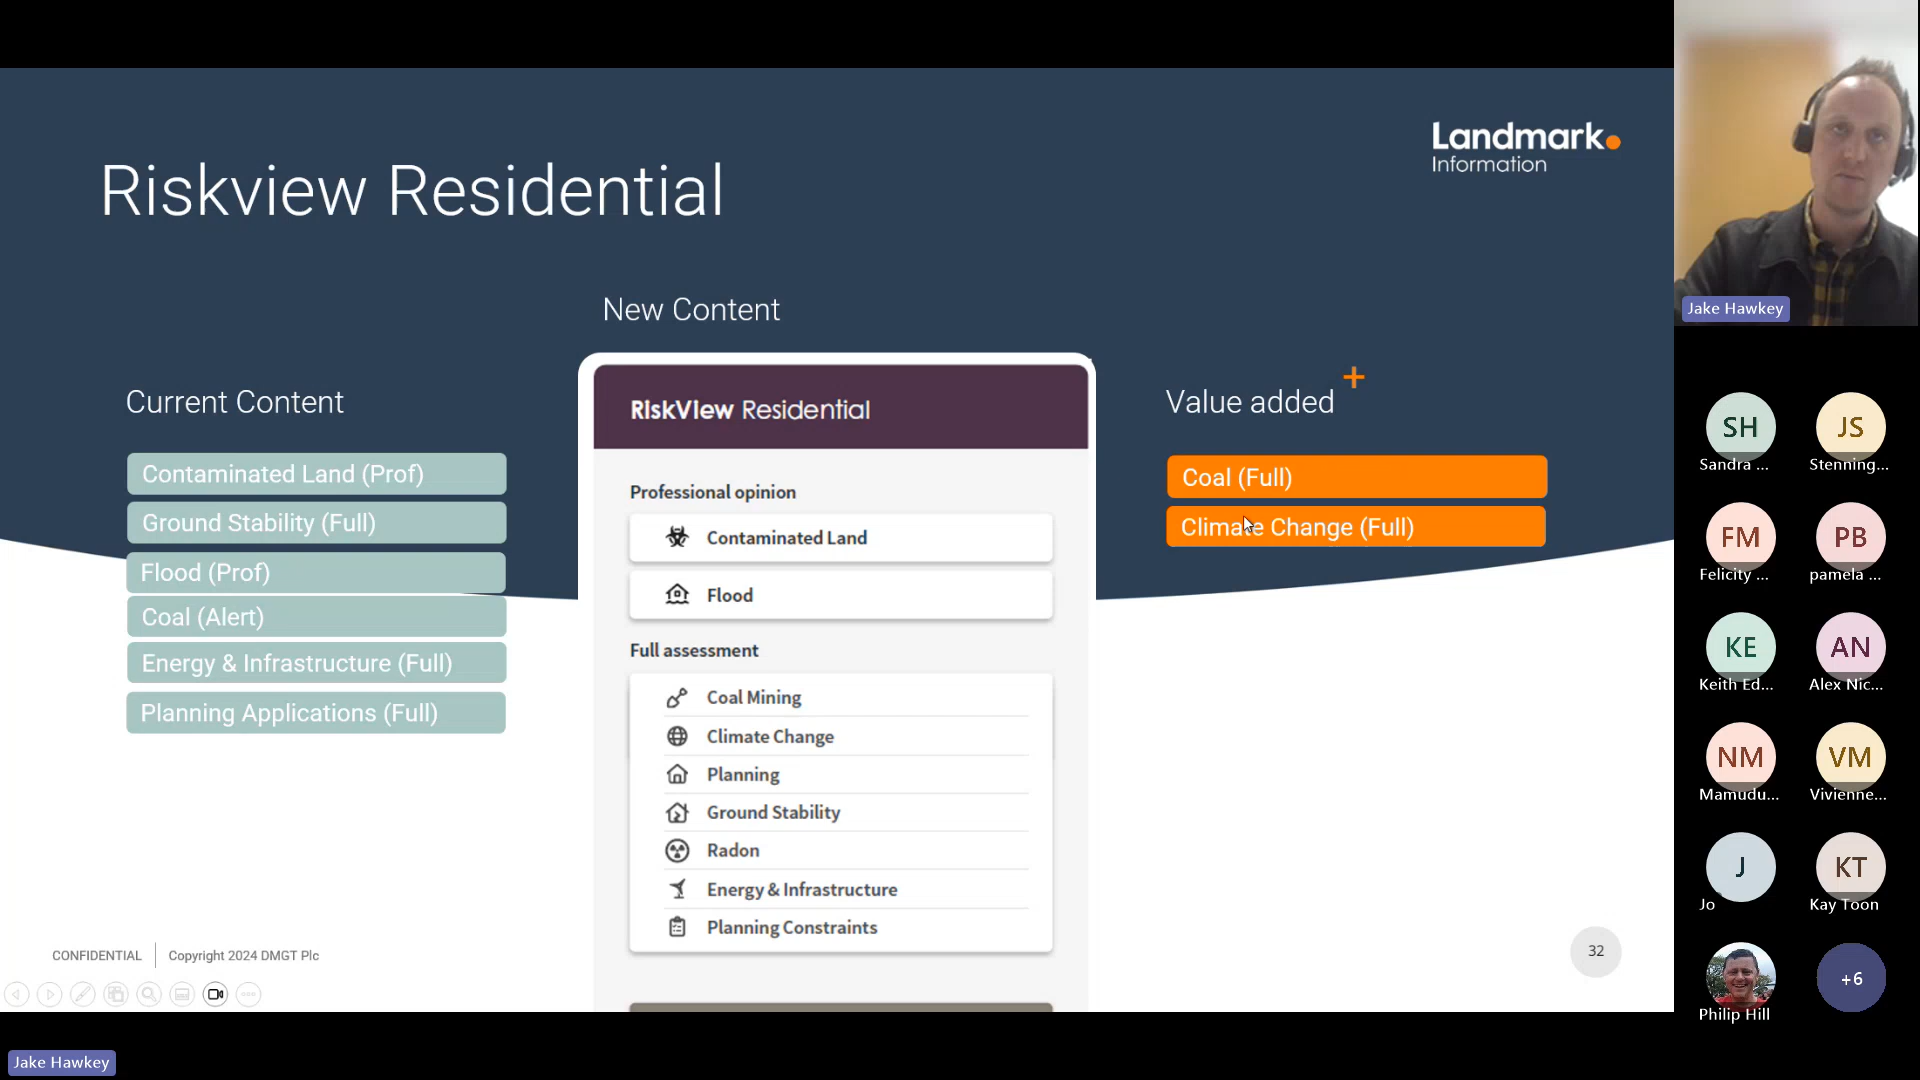 Landmark
Information
Riskview Residential
New Content
Current Content
Contaminated Land (Prof)
Ground Stability (Full)
Flood (Prof)
Coal (Alert)
Energy & Infrastructure (Full)
Planning Applications (Full)
RiskView Residential
Professional opinion
Contaminated Land
Flood
Full assessment
Coal Mining
Climate Change
Planning
Ground Stability
Radon
Energy & Infrastructure
Planning Constraints
Value added
+
Coal (Full)
Climate Change (Full)
CONFIDENTIAL
Copyright 2024 DMGT Plc
32
Jake Hawkey
Jake Hawkey
SH
Sandra ...
JS
Stenning...
FM
Felicity ...
PB
pamela ...
KE
Keith Ed...
AN
Alex Nic...
NM
Mamudu...
VM
Vivienne...
J
Jo
KT
Kay Toon
Philip Hill
+6